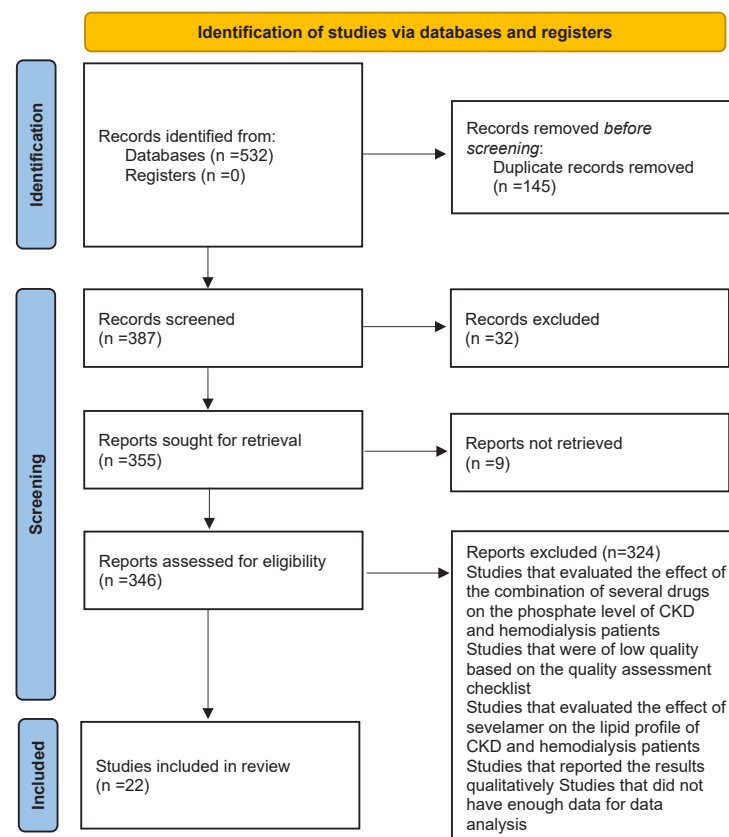 Identification of studies via databases and registers
Identification
Records identified from:
Databases (n =532)
Registers (n =0)
Records removed before
screening:
Duplicate records removed
(n =145)
Screening
Records screened
(n =387)
Records excluded
(n =32)
Reports sought for retrieval
(n =355)
Reports not retrieved
(n =9)
Reports assessed for eligibility
(n =346)
Reports excluded (n=324)
Studies that evaluated the effect of
the combination of several drugs
on the phosphate level of CKD
and hemodialysis patients
Studies that were of low quality
based on the quality assessment
checklist
Studies that evaluated the effect of
sevelamer on the lipid profile of
CKD and hemodialysis patients
Studies that reported the results
qualitatively Studies that did not
have enough data for data
analysis
Included
Studies included in review
(n =22)